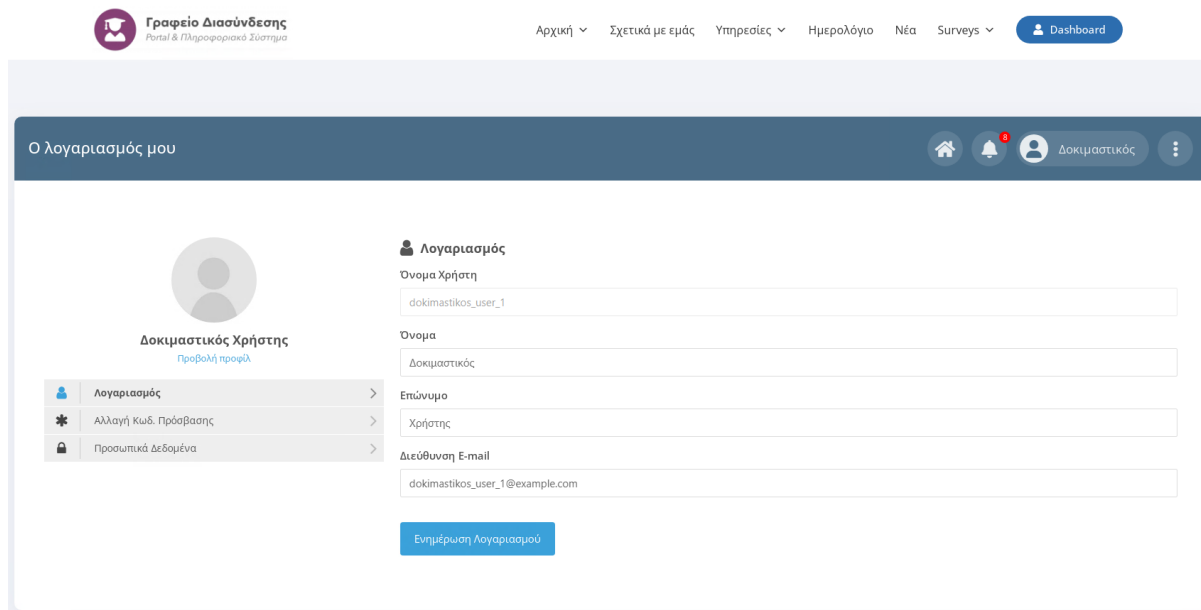 Γραφείο Διασύνδεσης
Portal & Πληροφοριακό Σύστημα
Αρχική Σχετικά με εμάς Υπηρεσίες Ημερολόγιο Νέα Surveys Dashboard
Ο λογαριασμός μου
8
Δοκιμαστικός
Δοκιμαστικός Χρήστης
Προβολή προφίλ
Λογαριασμός
Αλλαγή Κωδ. Πρόσβασης
Προσωπικά Δεδομένα
Λογαριασμός
Όνομα Χρήστη
dokimastikos_user_1
Όνομα
Δοκιμαστικός
Επώνυμο
Χρήστης
Διεύθυνση E-mail
dokimastikos_user_1@example.com
Ενημέρωση Λογαριασμού